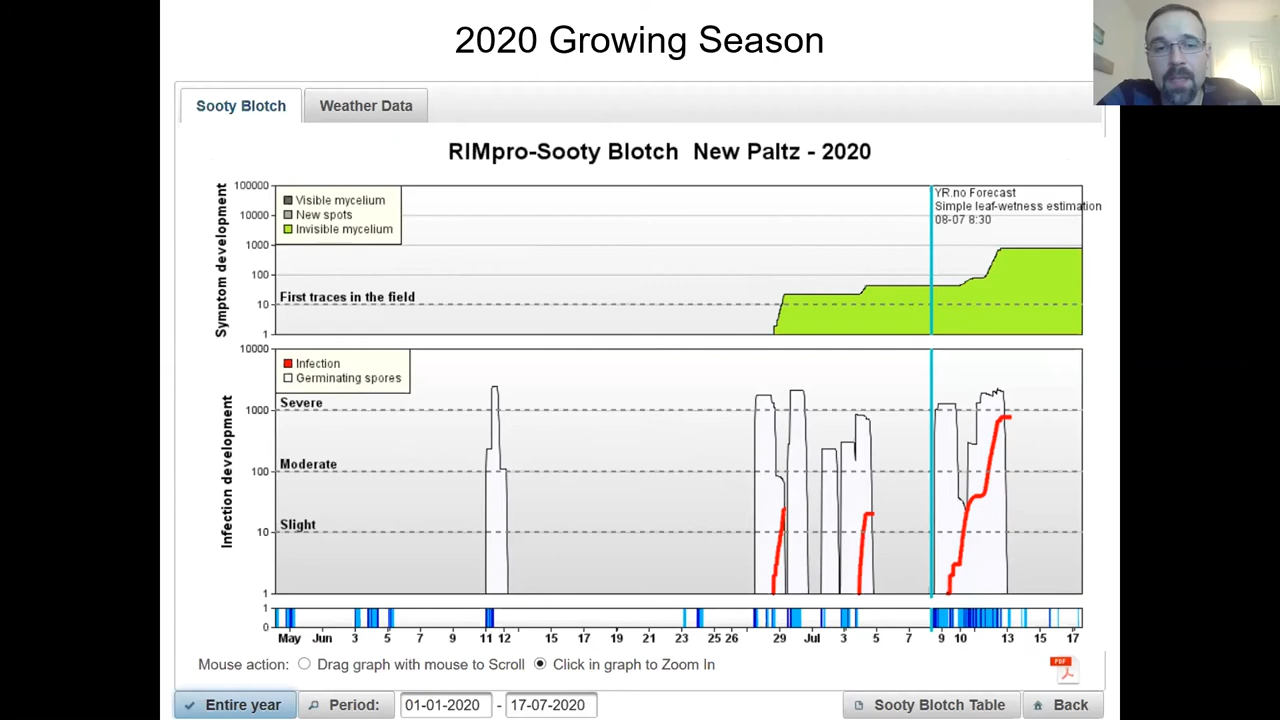 2020 Growing Season
Sooty Blotch
Weather Data
RIMpro-Sooty Blotch New Paltz - 2020
Symptom development
100000
10000
1000
100
10
1
Visible mycelium
New spots
Invisible mycelium
First traces in the field
YR.no Forecast
Simple leaf-wetness estimation
08-07 8:30
Infection development
10000
1000
100
10
1
Infection
Germinating spores
Severe
Moderate
Slight
1
0
May Jun 3 5 7 9 11 12 15 17 19 21 23 25 26 29 Jul 3 5 7 9 10 13 15 17
Mouse action: Drag graph with mouse to Scroll Click in graph to Zoom In
PDF
Entire year Period: 01-01-2020 - 17-07-2020 Sooty Blotch Table Back